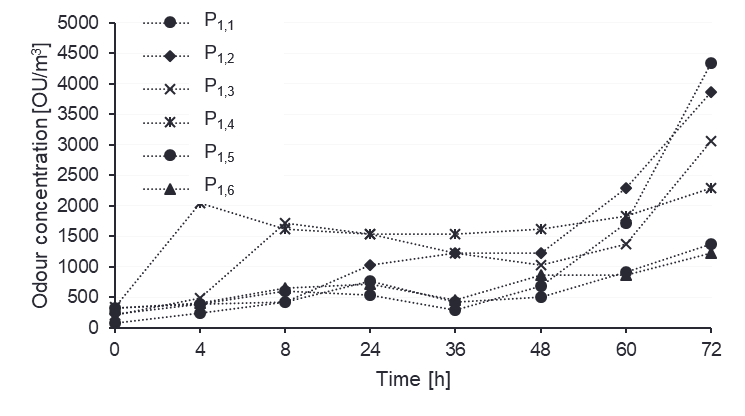 Odour concentration [OU/m³]
5000
4500
4000
3500
3000
2500
2000
1500
1000
500
0
P1,1
P1,2
P1,3
P1,4
P1,5
P1,6
0 4 8 24 36 48 60 72
Time [h]